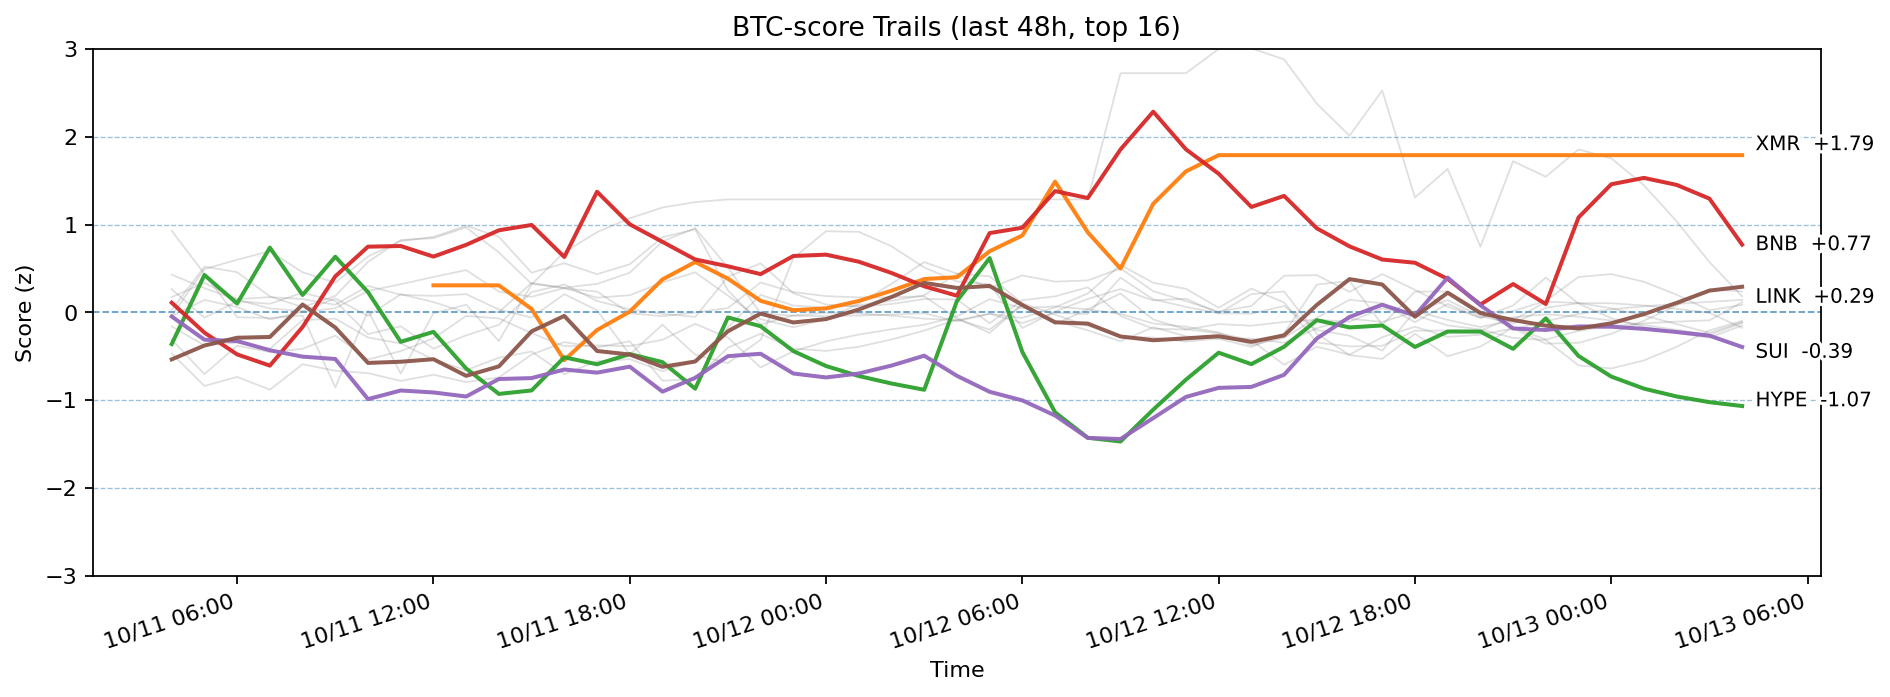 BTC-score Trails (last 48h, top 16)
Score (z)
3
2
1
0
−1
−2
−3
XMR +1.79
BNB +0.77
LINK +0.29
SUI -0.39
HYPE -1.07
10/11 06:00
10/11 12:00
10/11 18:00
10/12 00:00
10/12 06:00
10/12 12:00
10/12 18:00
10/13 00:00
10/13 06:00
Time